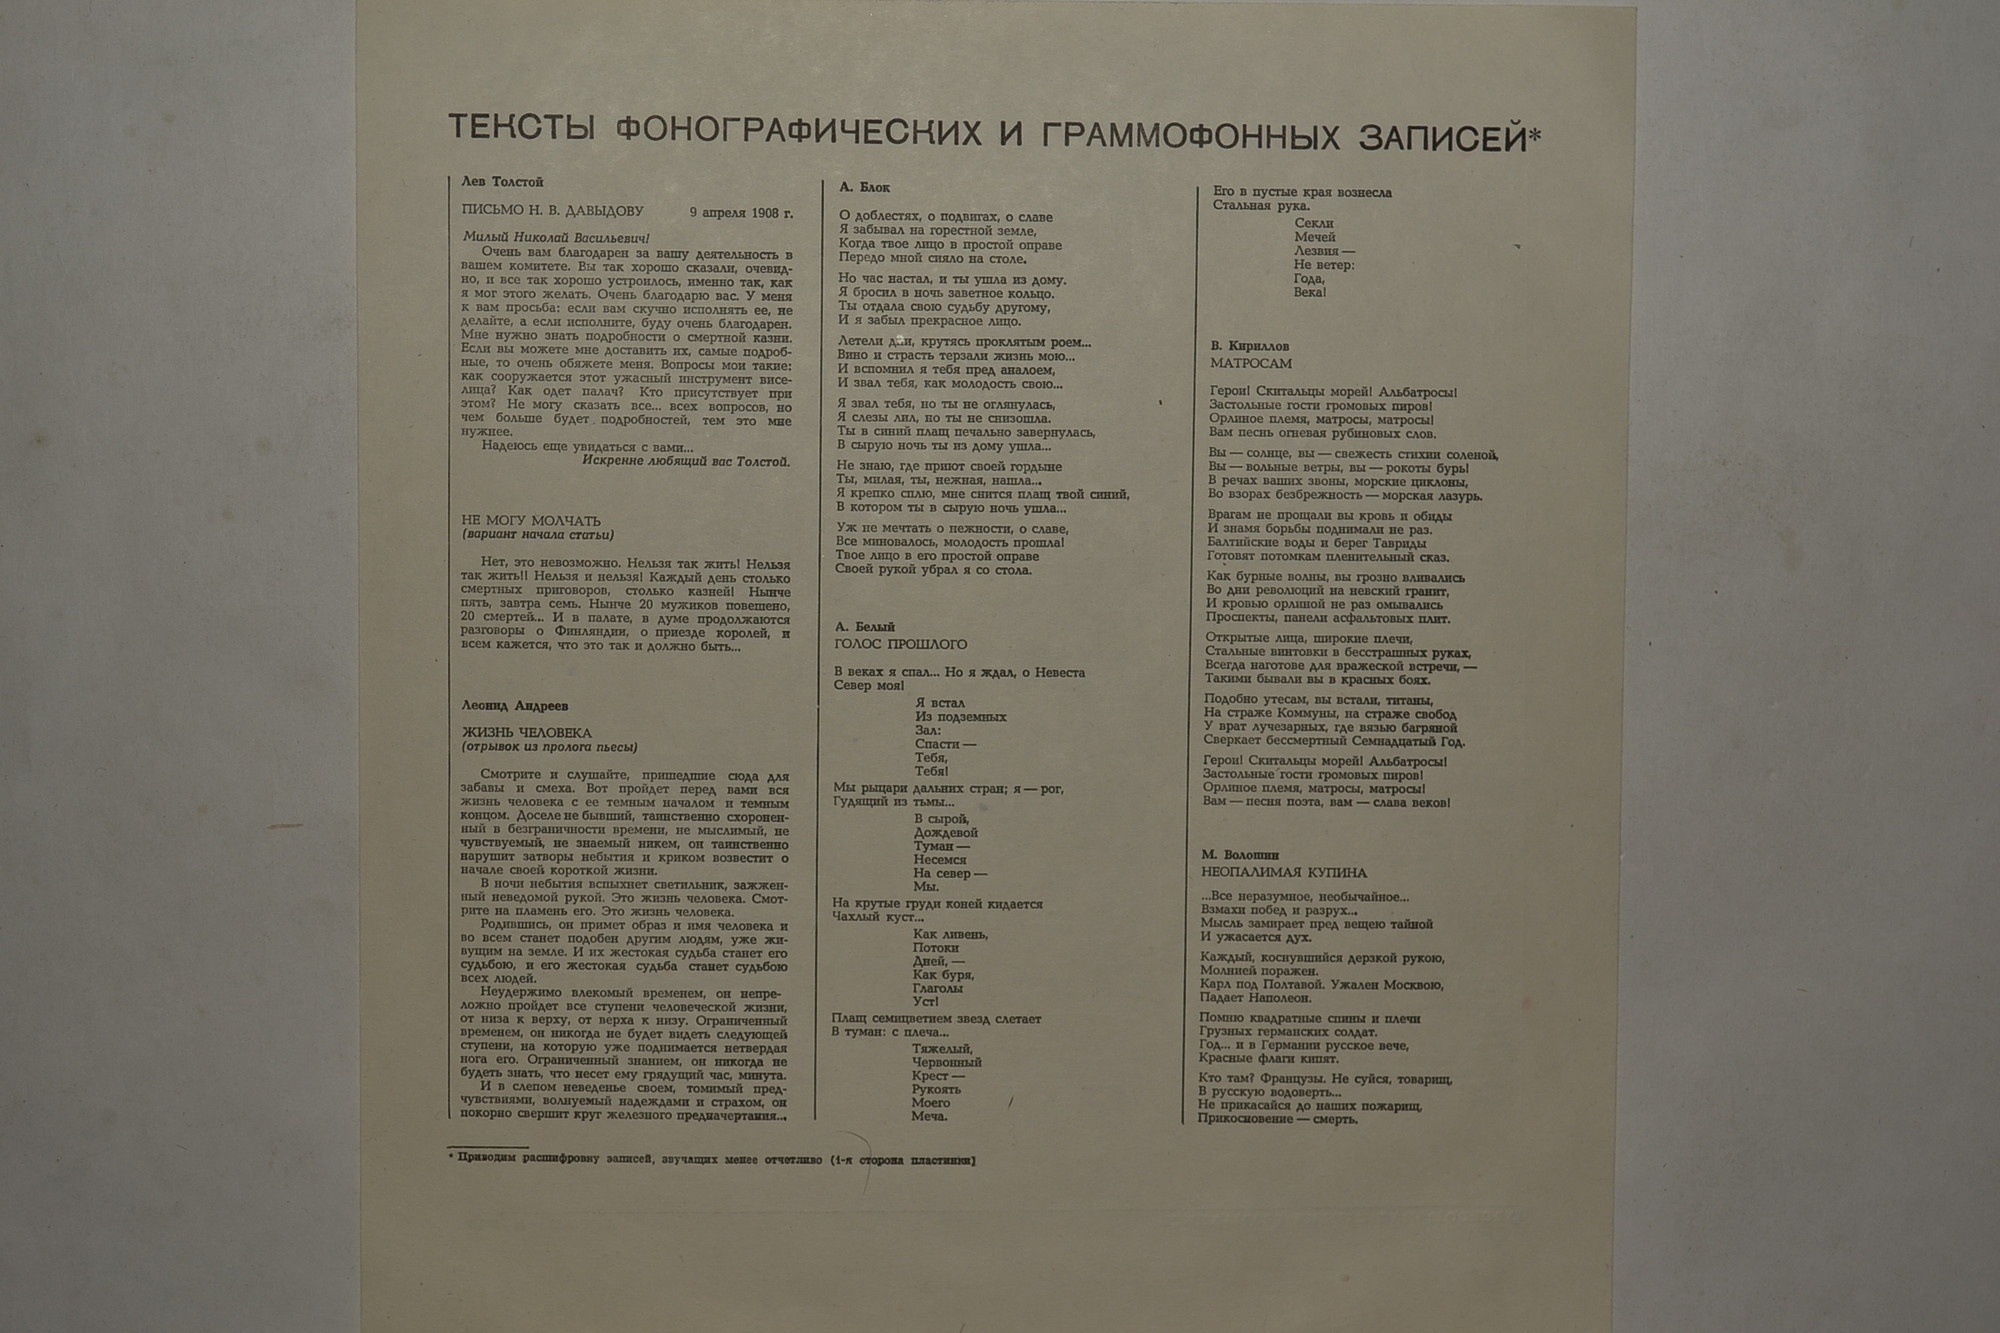 ТЕКСТЫ ФОНОГРАФИЧЕСКИХ И ГРАММОФОННЫХ ЗАПИСЕЙ*
Лев Толстой
ПИСЬМО Н. В. ДАВЫДОВУ 9 апреля 1908 г.
Милый Николай Васильевич!
Очень вам благодарен за вашу деятельность в
вашем комитете. Вы так хорошо сказали, очевид-
но, и все так хорошо устроилось, именно так, как
я мог этого желать. Очень благодарю вас. У меня
к вам просьба: если вам скучно исполнять ее, не
делайте, а если исполните, буду очень благодарен.
Мне нужно знать подробности о смертной казни.
Если вы можете мне доставить их, самые подроб-
ные, то очень обяжете меня. Вопросы мои такие:
как сооружается этот ужасный инструмент висе-
лица? Как одет палач? Кто присутствует при
этом? Не могу сказать все... всех вопросов, но
чем больше будет подробностей, тем это мне
нужнее.
Надеюсь еще увидаться с вами...
Искренне любящий вас Толстой.
НЕ МОГУ МОЛЧАТЬ
(вариант начала статьи)
Нет, это невозможно. Нельзя так жить! Нельзя
так жить!! Нельзя и нельзя! Каждый день столько
смертных приговоров, столько казней! Нынче
пять, завтра семь. Нынче 20 мужиков повешено,
20 смертей... И в палате, в думе продолжаются
разговоры о Финляндии, о приезде королей, и
всем кажется, что это так и должно быть...
Леонид Андреев
ЖИЗНЬ ЧЕЛОВЕКА
(отрывок из пролога пьесы)
Смотрите и слушайте, пришедшие сюда для
забавы и смеха. Вот пройдет перед вами вся
жизнь человека с ее темным началом и темным
концом. Доселе не бывший, таинственно схоронен-
ный в безграничности времени, не мыслимый, не
чувствуемый, не знаемый никем, он таинственно
нарушит затворы небытия и криком возвестит о
начале своей короткой жизни.
В ночи небытия вспыхнет светильник, зажжен-
ный неведомой рукой. Это жизнь человека. Смот-
рите на пламень его. Это жизнь человека.
Родившись, он примет образ и имя человека и
во всем станет подобен другим людям, уже жи-
вущим на земле. И их жестокая судьба станет его
судьбою, и его жестокая судьба станет судьбою
всех людей.
Неудержимо влекомый временем, он непре-
ложно пройдет все ступени человеческой жизни,
от низа к верху, от верха к низу. Ограниченный
временем, он никогда не будет видеть следующей
ступени, на которую уже поднимается нетвердая
нога его. Ограниченный знанием, он никогда не
будеть знать, что несет ему грядущий час, минута.
И в слепом неведенье своем, томимый пред-
чувствиями, волнуемый надеждами и страхом, он
покорно свершит круг железного предначертания...
А. Блок
О доблестях, о подвигах, о славе
Я забывал на горестной земле,
Когда твое лицо в простой оправе
Передо мной сияло на столе.
Но час настал, и ты ушла из дому.
Я бросил в ночь заветное кольцо.
Ты отдала свою судьбу другому,
И я забыл прекрасное лицо.
Летели дни, крутясь проклятым роем...
Вино и страсть терзали жизнь мою...
И вспомнил я тебя пред аналоем,
И звал тебя, как молодость свою...
Я звал тебя, но ты не оглянулась,
Я слезы лил, но ты не снизошла.
Ты в синий плащ печально завернулась,
В сырую ночь ты из дому ушла...
Не знаю, где приют своей гордыне
Ты, милая, ты, нежная, нашла...
Я крепко сплю, мне снится плащ твой синий,
В котором ты в сырую ночь ушла...
Уж не мечтать о нежности, о славе,
Все миновалось, молодость прошла!
Твое лицо в его простой оправе
Своей рукой убрал я со стола.
А. Белый
ГОЛОС ПРОШЛОГО
В веках я спал... Но я ждал, о Невеста
Север моя!
Я встал
Из подземных
Зал:
Спасти —
Тебя,
Тебя!
Мы рыцари дальних стран; я — рог,
Гудящий из тьмы...
В сырой,
Дождевой
Туман —
Несемся
На север —
Мы.
На крутые груди коней кидается
Чахлый куст...
Как ливень,
Потоки
Дней, —
Как буря,
Глаголы
Уст!
Плащ семицветием звезд слетает
В туман: с плеча...
Тяжелый,
Червонный
Крест —
Рукоять
Моего
Меча.
Его в пустые края вознесла
Стальная рука.
Секли
Мечей
Лезвия —
Не ветер:
Года,
Века!
В. Кириллов
МАТРОСАМ
Герои! Скитальцы морей! Альбатросы!
Застольные гости громовых пиров!
Орлиное племя, матросы, матросы!
Вам песнь огневая рубиновых слов.
Вы — солнце, вы — свежесть стихии соленой,
Вы — вольные ветры, вы — рокоты бурь!
В речах ваших звоны, морские циклоны,
Во взорах безбрежность — морская лазурь.
Врагам не прощали вы кровь и обиды
И знамя борьбы поднимали не раз.
Балтийские воды и берег Тавриды
Готовят потомкам пленительный сказ.
Как бурные волны, вы грозно вливались
Во дни революций на невский гранит,
И кровью орлиной не раз омывались
Проспекты, панели асфальтовых плит.
Открытые лица, широкие плечи,
Стальные винтовки в бесстрашных руках,
Всегда наготове для вражеской встречи, —
Такими бывали вы в красных боях.
Подобно утесам, вы встали, титаны,
На страже Коммуны, на страже свобод
У врат лучезарных, где вязью багряной
Сверкает бессмертный Семнадцатый Год.
Герои! Скитальцы морей! Альбатросы!
Застольные гости громовых пиров!
Орлиное племя, матросы, матросы!
Вам — песня поэта, вам — слава веков!
М. Волошин
НЕОПАЛИМАЯ КУПИНА
...Все неразумное, необычайное...
Взмахи побед и разрух...
Мысль замирает пред вещею тайной
И ужасается дух.
Каждый, коснувшийся дерзкой рукою,
Молнией поражен.
Карл под Полтавой. Ужален Москвою,
Падает Наполеон.
Помню квадратные спины и плечи
Грузных германских солдат.
Год... и в Германии русское вече,
Красные флаги кипят.
Кто там? Французы. Не суйся, товарищ,
В русскую водоверть...
Не прикасайся до наших пожарищ,
Прикосновение — смерть.
* Приводим расшифровку записей, звучащих менее отчетливо (1-я сторона пластинки)